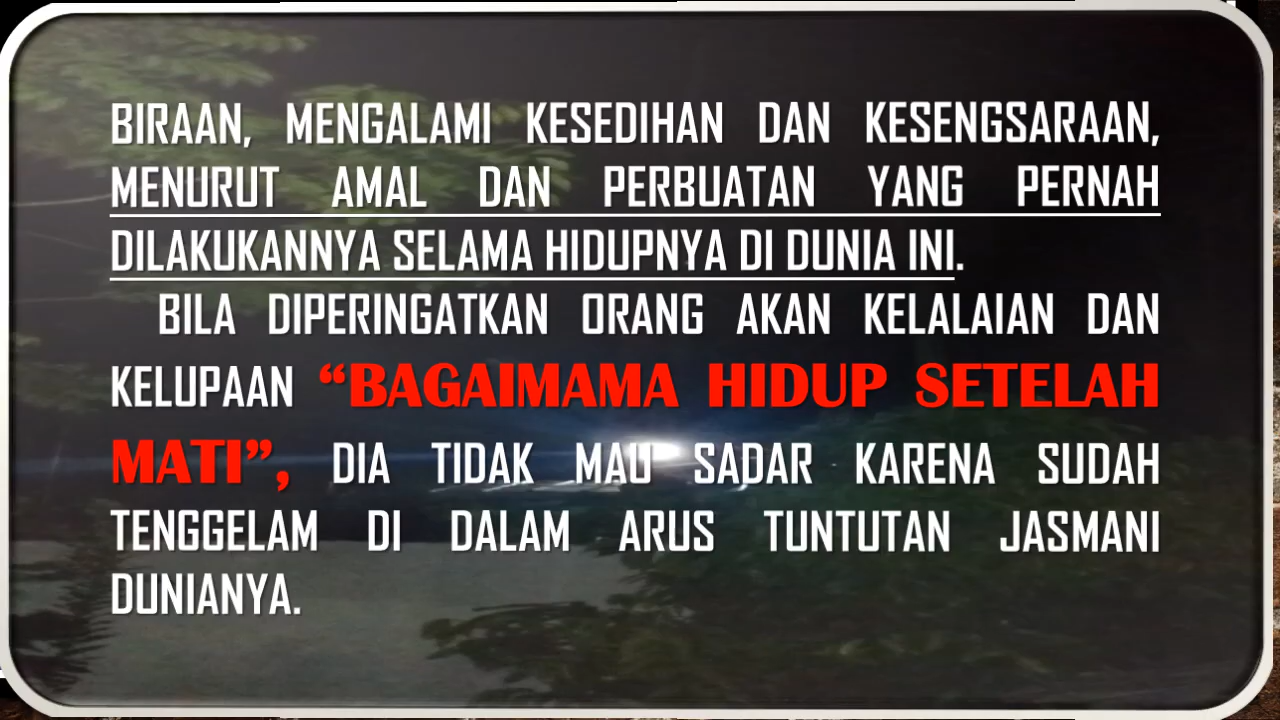 BIRAAN, MENGALAMI KESEDIHAN DAN KESENGSARAAN,
MENURUT AMAL DAN PERBUATAN YANG PERNAH
DILAKUKANNYA SELAMA HIDUPNYA DI DUNIA INI.
BILA DIPERINGATKAN ORANG AKAN KELALAIAN DAN
KELUPAAN “BAGAIMAMA HIDUP SETELAH
MATI”, DIA TIDAK MAU SADAR KARENA SUDAH
TENGGELAM DI DALAM ARUS TUNTUTAN JASMANI
DUNIANYA.